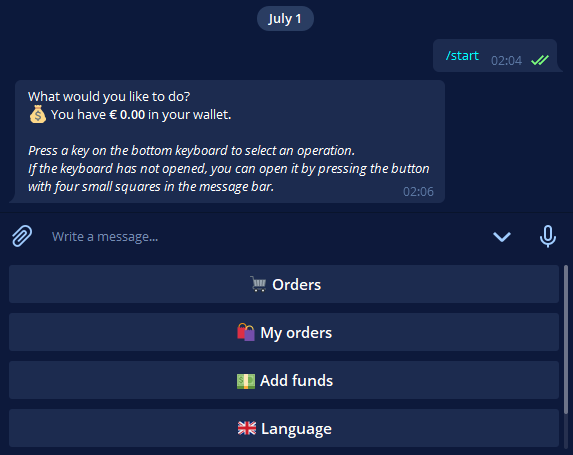 July 1
/start 02:04
What would you like to do?
💰 You have € 0.00 in your wallet.
Press a key on the bottom keyboard to select an operation.
If the keyboard has not opened, you can open it by pressing the button
with four small squares in the message bar.
02:06
Write a message...
🛒 Orders
🛍 My orders
💵 Add funds
🇬🇧 Language